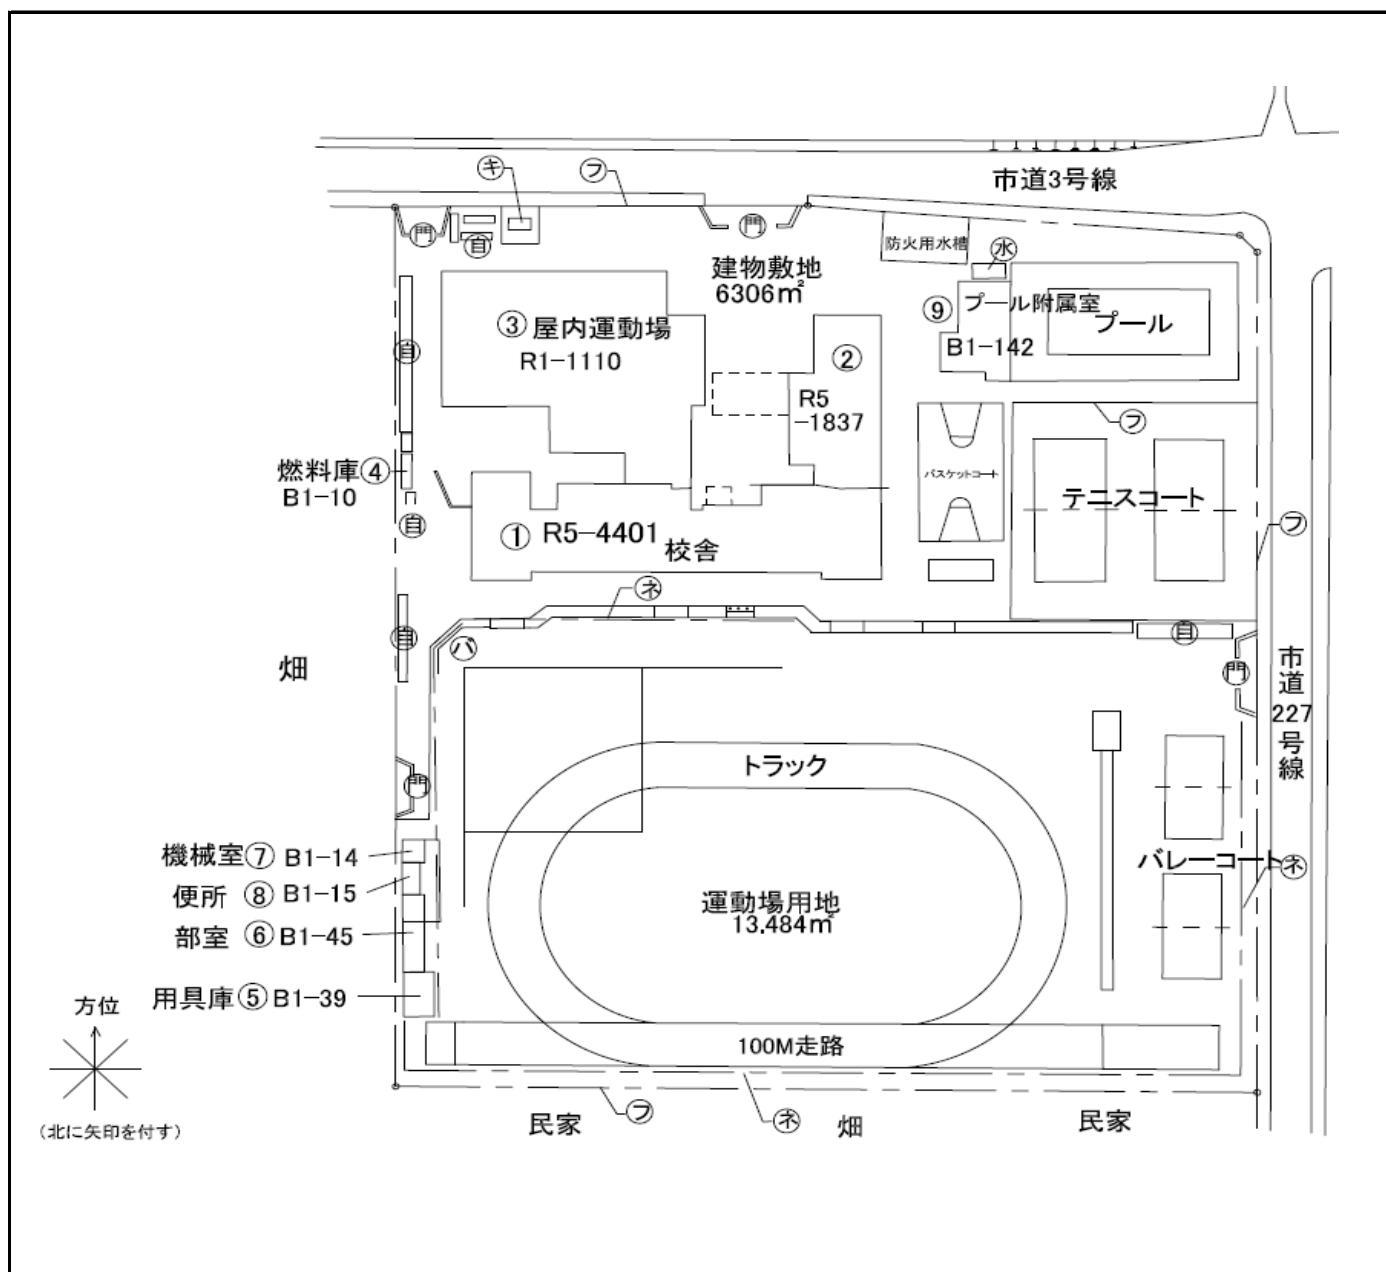 市道3号線
㋖
㋫
門
門
自
防火用水槽
水
建物敷地
6306㎡
⑨ プール附属室
B1-142
プール
③ 屋内運動場
R1-1110
②
R5
-1837
自
㋫
燃料庫④
B1-10
自
バスケットコート
テニスコート
㋫
① R5-4401
校舎
㋧
自
㋩
自
門
畑
市道
227
号線
門
トラック
機械室⑦ B1-14
便所 ⑧ B1-15
部室 ⑥ B1-45
用具庫⑤ B1-39
バレーコート
㋧
運動場用地
13.484㎡
方位
100M走路
(北に矢印を付す)
民家
㋫
㋧
畑
民家